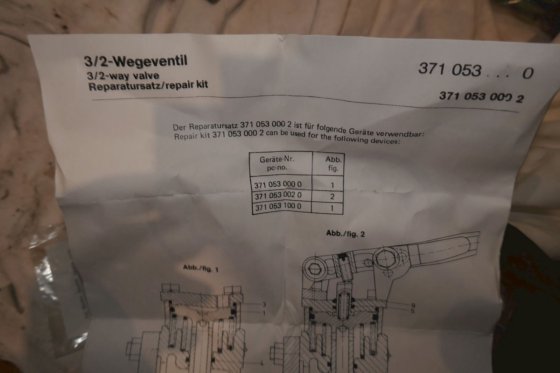 3/2-Wegeventil
3/2-way valve
Reparatursatz/repair kit
371 053 ... 0
371 053 000 2
Der Reparatursatz 371 053 000 2 ist für folgende Geräte verwendbar:
Repair kit 371 053 000 2 can be used for the following devices:
Geräte-Nr. Abb.
pc-no. fig.
371 053 000 0 1
371 053 002 0 2
371 053 100 0 1
Abb./fig. 2
Abb./fig. 1